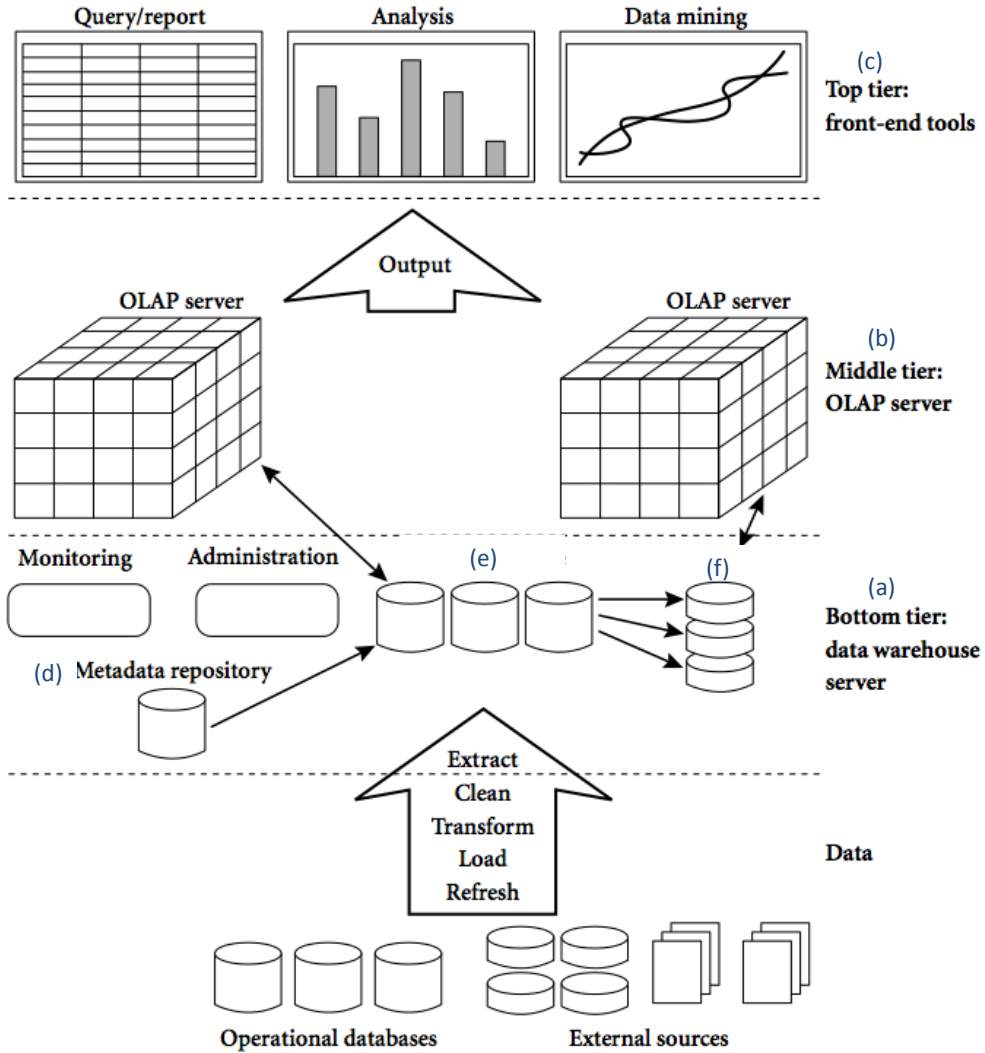 Query/report
Analysis
Data mining
(c)
Top tier:
front-end tools
Output
OLAP server
OLAP server
(b)
Middle tier:
OLAP server
Monitoring
Administration
(e)
(f)
(a)
Bottom tier:
data warehouse
server
(d)
Metadata repository
Extract
Clean
Transform
Load
Refresh
Data
Operational databases
External sources